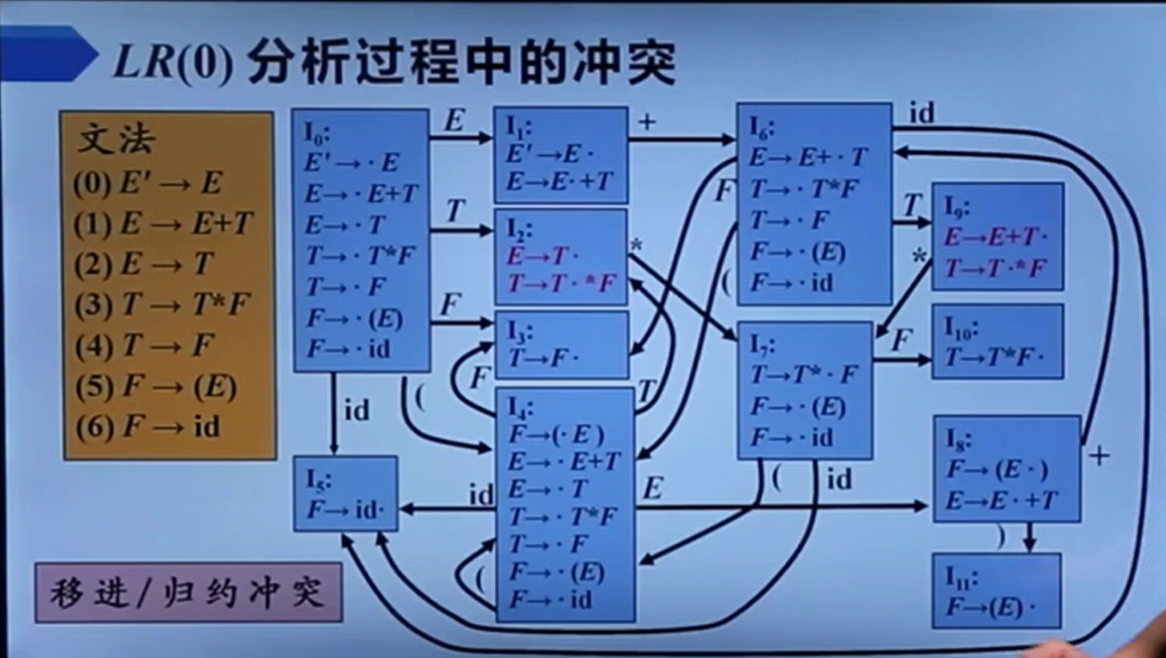 LR(0) 分析过程中的冲突
文法
(0) E' → E
(1) E → E+T
(2) E → T
(3) T → T*F
(4) T → F
(5) F → (E)
(6) F → id
I₀:
E'→· E
E→· E+T
E→· T
T→· T*F
T→· F
F→· (E)
F→· id
E
T
F
id
(
I₁:
E'→E ·
E→E·+T
+
I₂:
E→T·
T→T·*F
*
I₃:
T→F·
F
I₄:
F→(·E)
E→· E+T
E→· T
T→· T*F
T→· F
F→· (E)
F→· id
T
E
id
(
I₅:
F→id·
I₆:
E→E+·T
T→· T*F
T→· F
F→· (E)
F→· id
id
F
(
T
I₇:
T→T*·F
F→· (E)
F→· id
F
(
id
I₉:
E→E+T·
T→T·*F
*
I₁₀:
T→T*F·
I₈:
F→(E·)
E→E·+T
+
)
I₁₁:
F→(E)·
移进/归约冲突